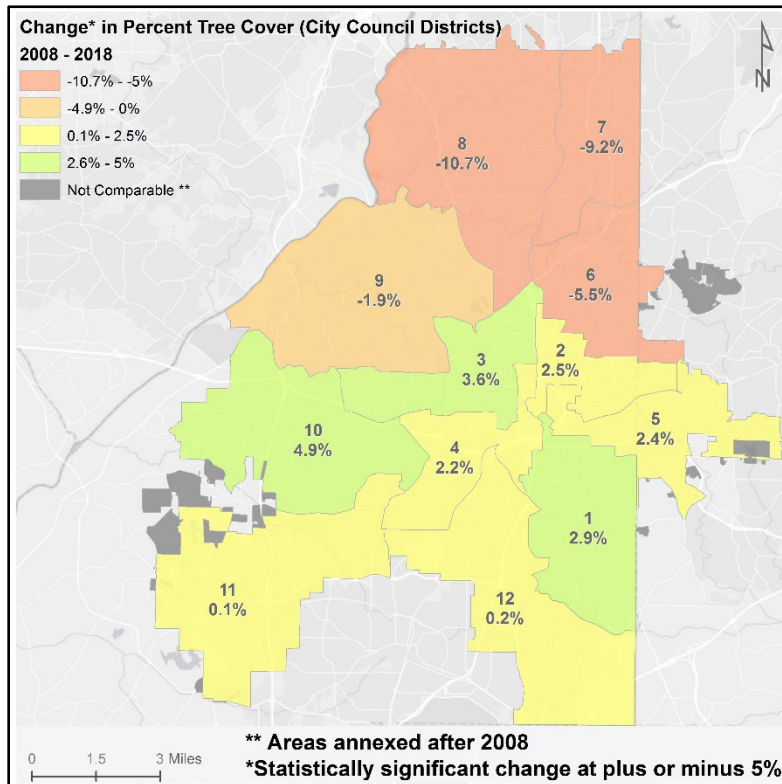 Change* in Percent Tree Cover (City Council Districts)
2008 - 2018
-10.7% - -5%
-4.9% - 0%
0.1% - 2.5%
2.6% - 5%
Not Comparable **
N
8
-10.7%
7
-9.2%
9
-1.9%
6
-5.5%
3
3.6%
2
2.5%
10
4.9%
4
2.2%
5
2.4%
1
2.9%
11
0.1%
12
0.2%
0 1.5 3 Miles
** Areas annexed after 2008
*Statistically significant change at plus or minus 5%